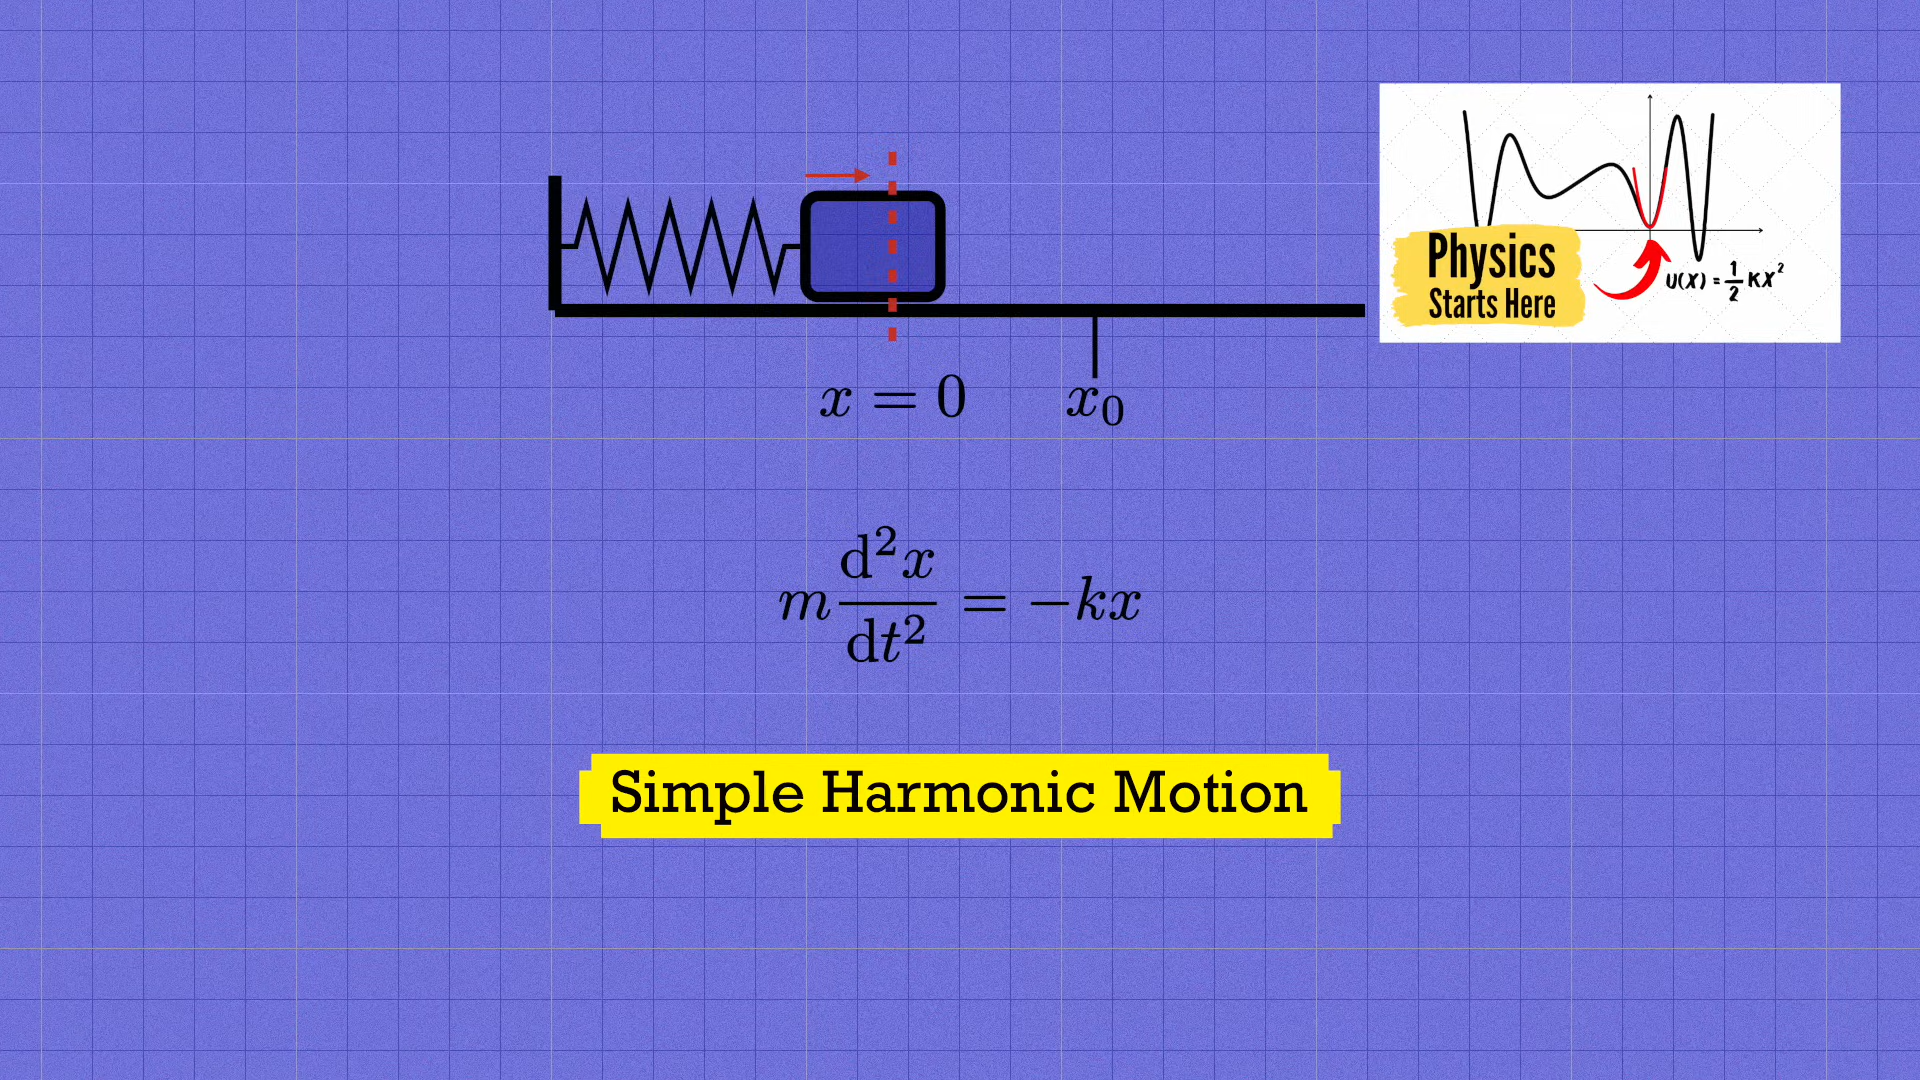 Physics
Starts Here
U(X) = 1/2 KX²
x = 0
x₀
m d²x/dt² = −kx
Simple Harmonic Motion